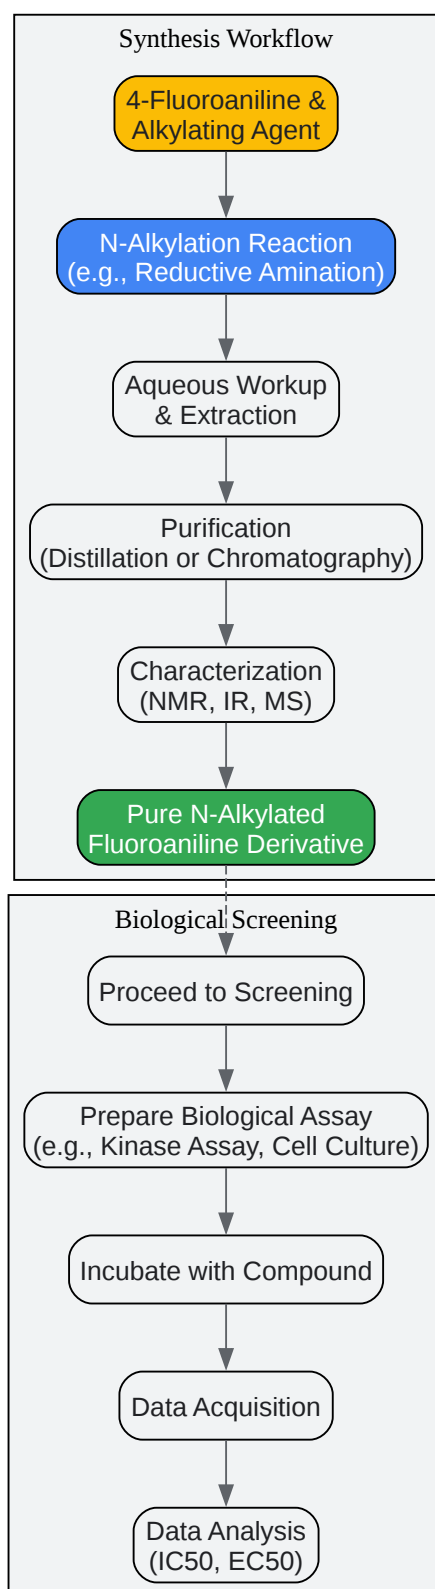 Synthesis Workflow
4-Fluoroaniline &
Alkylating Agent
N-Alkylation Reaction
(e.g., Reductive Amination)
Aqueous Workup
& Extraction
Purification
(Distillation or Chromatography)
Characterization
(NMR, IR, MS)
Pure N-Alkylated
Fluoroaniline Derivative
Biological Screening
Proceed to Screening
Prepare Biological Assay
(e.g., Kinase Assay, Cell Culture)
Incubate with Compound
Data Acquisition
Data Analysis
(IC50, EC50)